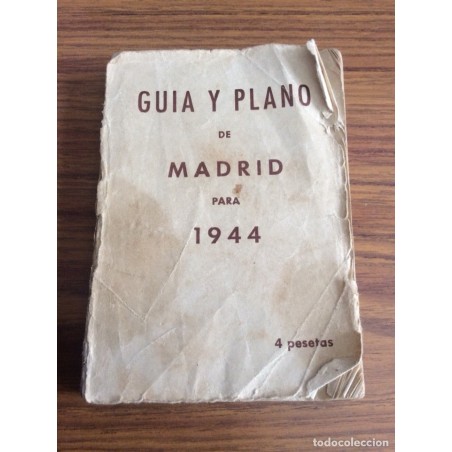 GUIA Y PLANO
DE
MADRID
PARA
1944
4 pesetas
todocoleccion